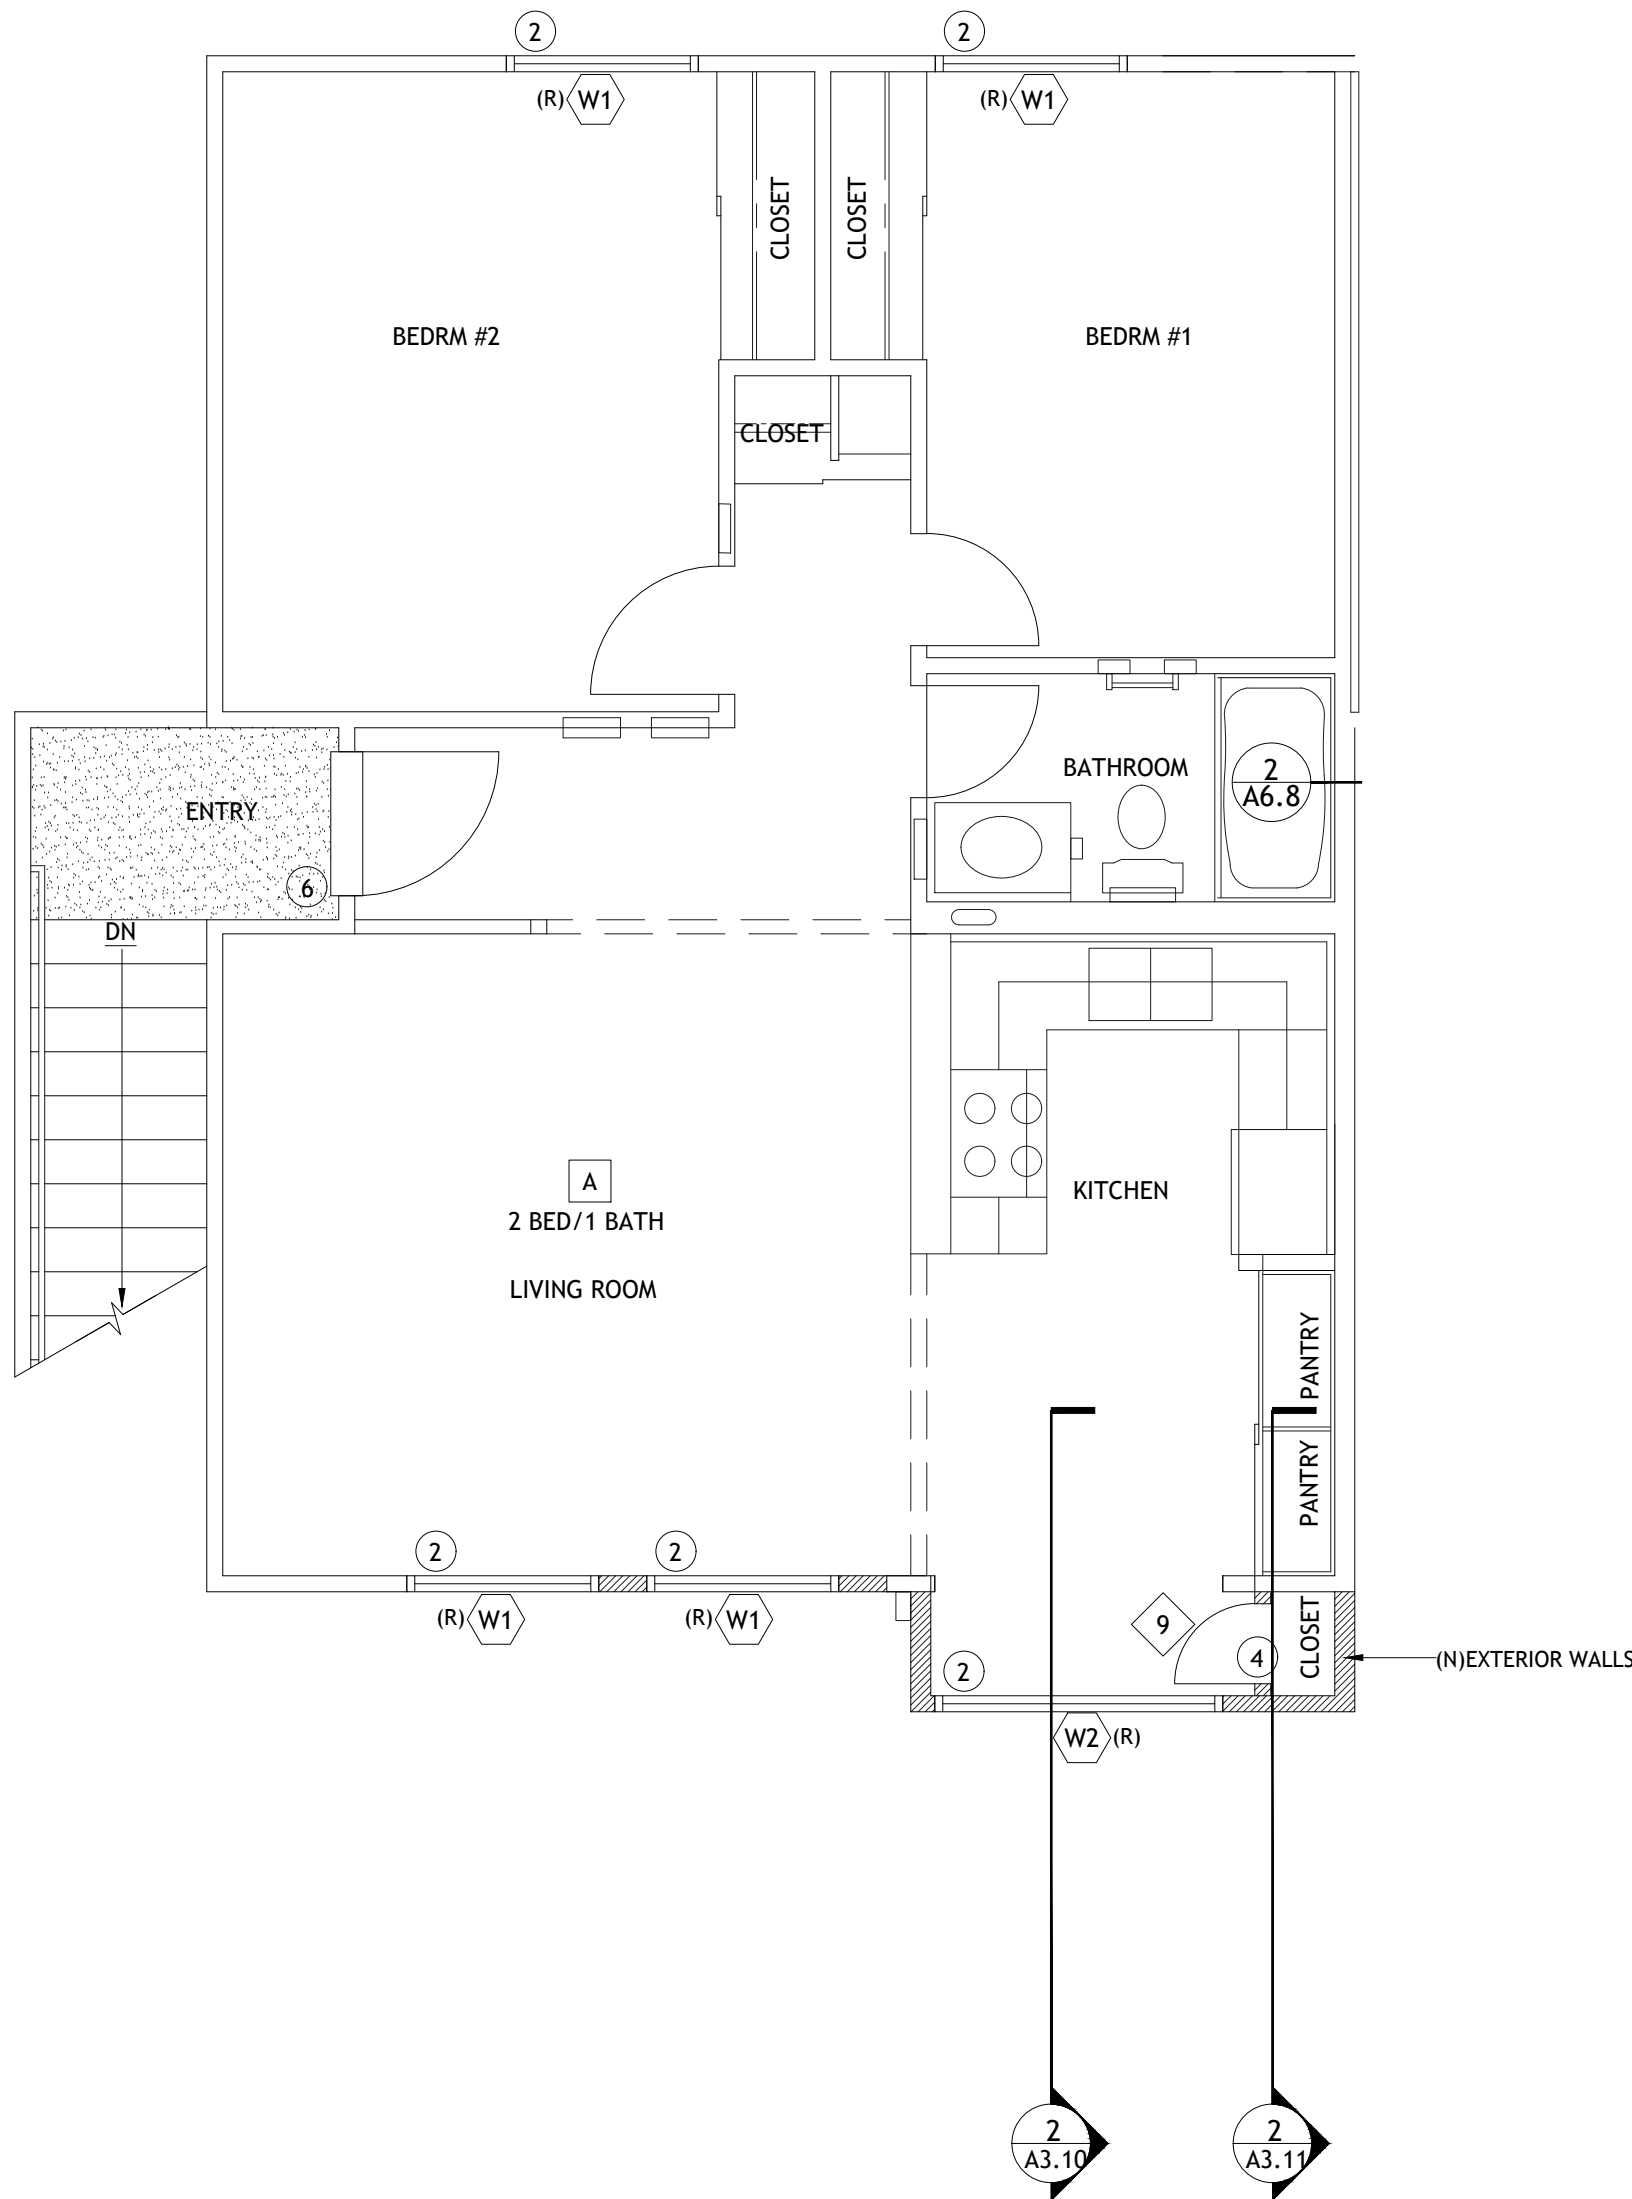 2
2
(R) W1
(R) W1
CLOSET
CLOSET
BEDRM #2
BEDRM #1
CLOSET
BATHROOM
2
A6.8
ENTRY
6
DN
A
2 BED/1 BATH
KITCHEN
LIVING ROOM
PANTRY
PANTRY
2
2
(R) W1
(R) W1
9
CLOSET
4
2
(N)EXTERIOR WALLS
W2 (R)
2
A3.10
2
A3.11